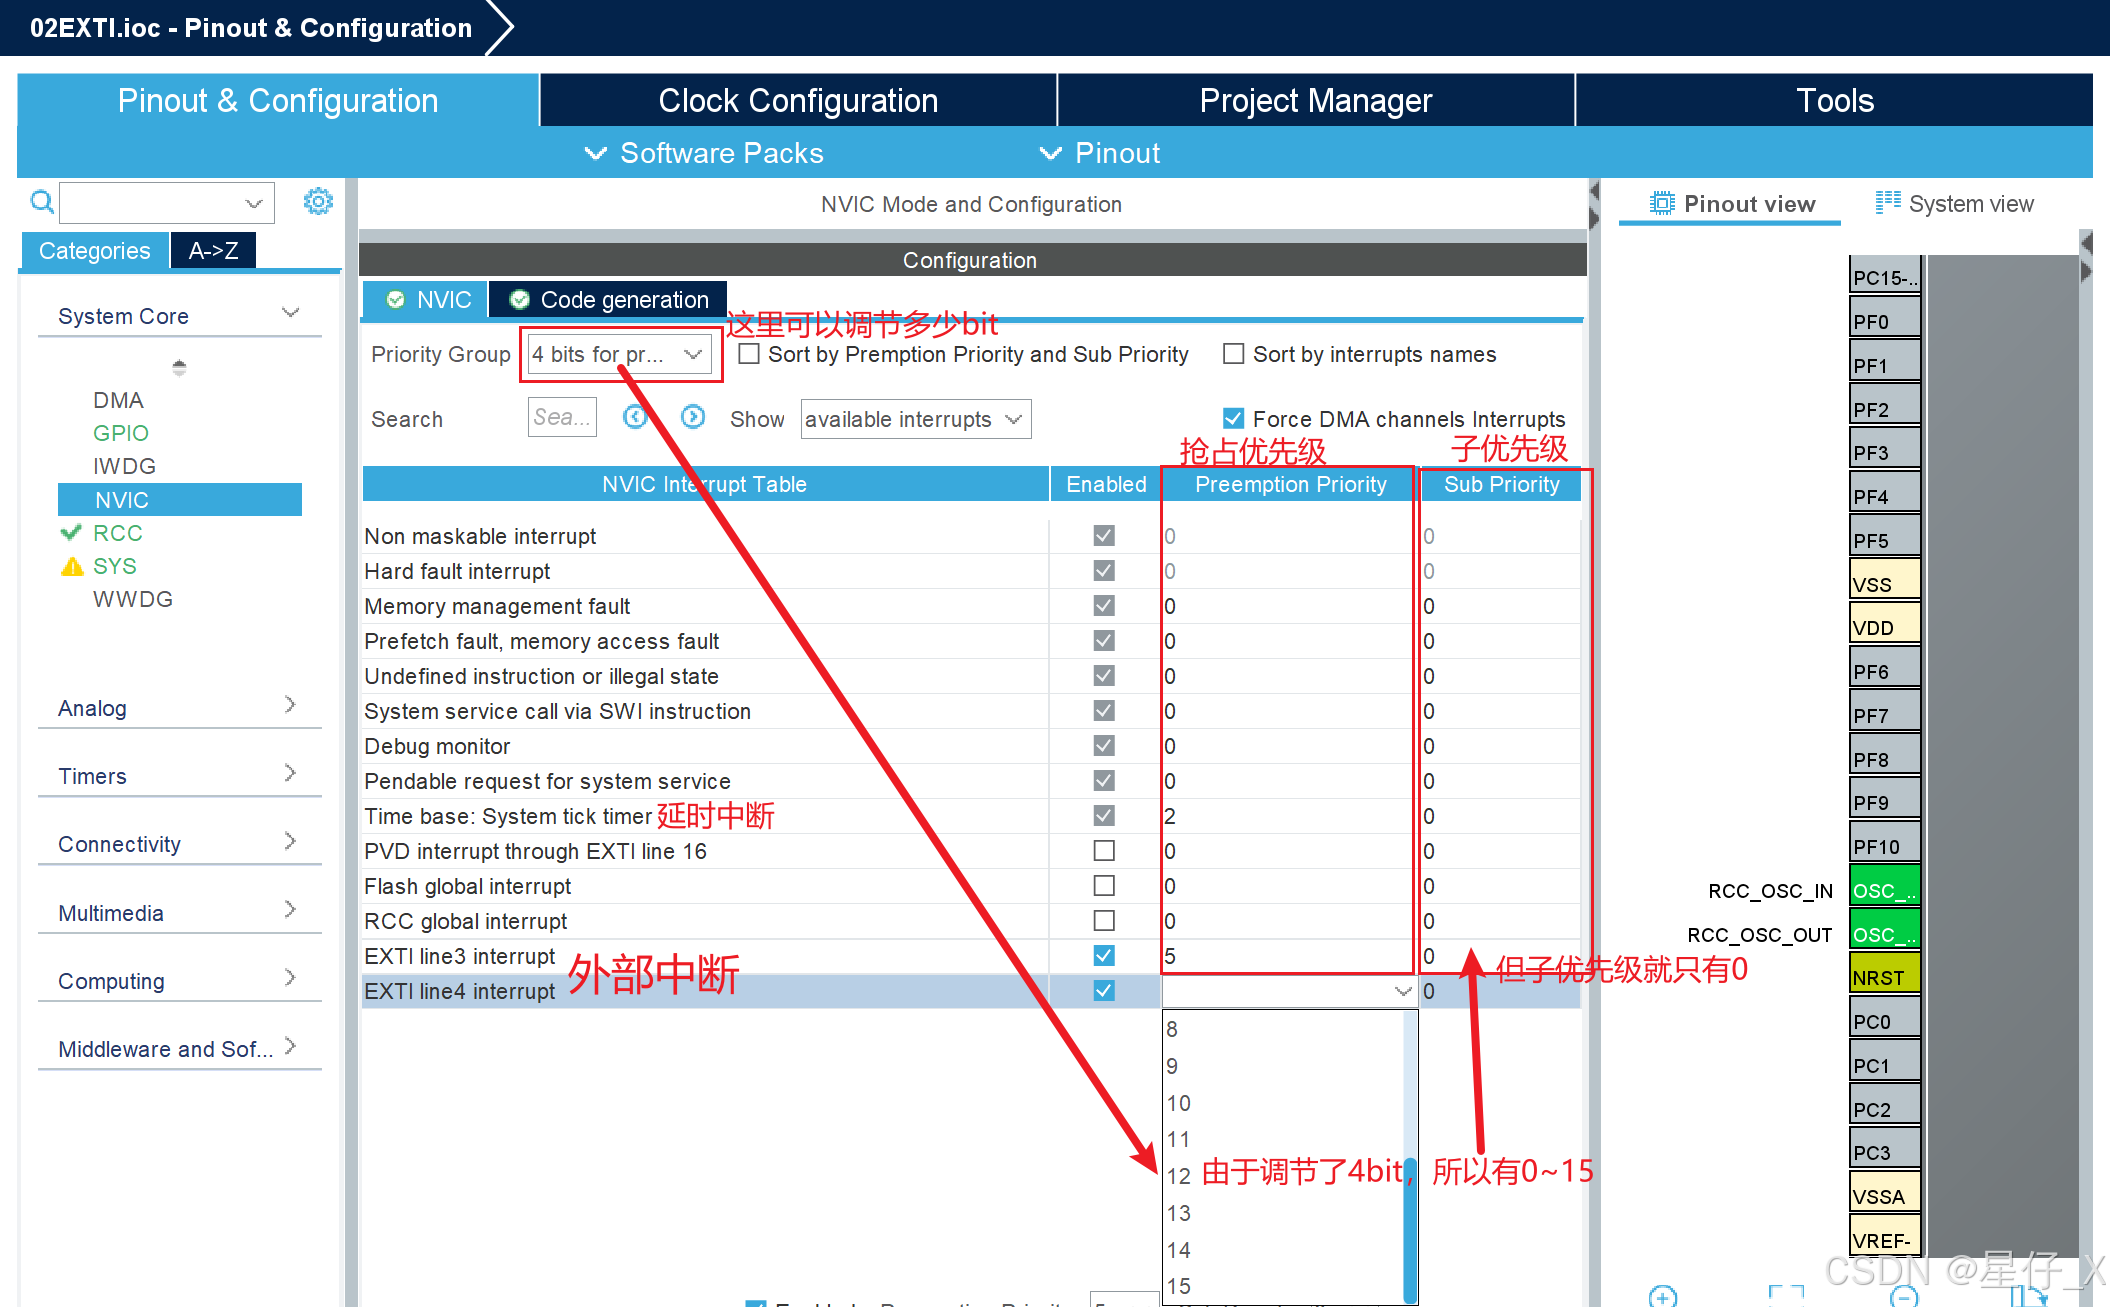 02EXTI.ioc - Pinout & Configuration
Pinout & Configuration
Clock Configuration
Project Manager
Tools
Software Packs
Pinout
NVIC Mode and Configuration
Pinout view
System view
Categories
A->Z
Configuration
System Core
DMA
GPIO
IWDG
NVIC
RCC
SYS
WWDG
Analog
Timers
Connectivity
Multimedia
Computing
Middleware and Sof...
NVIC
Code generation
这里可以调节多少bit
Priority Group
4 bits for pr...
Sort by Premption Priority and Sub Priority
Sort by interrupts names
Search
Sea...
Show
available interrupts
Force DMA channels Interrupts
抢占优先级
子优先级
NVIC Interrupt Table Enabled Preemption Priority Sub Priority
Non maskable interrupt 0 0
Hard fault interrupt 0 0
Memory management fault 0 0
Prefetch fault, memory access fault 0 0
Undefined instruction or illegal state 0 0
System service call via SWI instruction 0 0
Debug monitor 0 0
Pendable request for system service 0 0
Time base: System tick timer 延时中断 2 0
PVD interrupt through EXTI line 16 0 0
Flash global interrupt 0 0
RCC global interrupt 0 0
EXTI line3 interrupt 5 0
外部中断
但子优先级就只有0
EXTI line4 interrupt 0
8
9
10
11
12
由于调节了4bit，所以有0~15
13
14
15
PC15-..
PF0
PF1
PF2
PF3
PF4
PF5
VSS
VDD
PF6
PF7
PF8
PF9
PF10
RCC_OSC_IN OSC_..
RCC_OSC_OUT OSC_..
NRST
PC0
PC1
PC2
PC3
VSSA
VREF-
CSDN @星仔_X